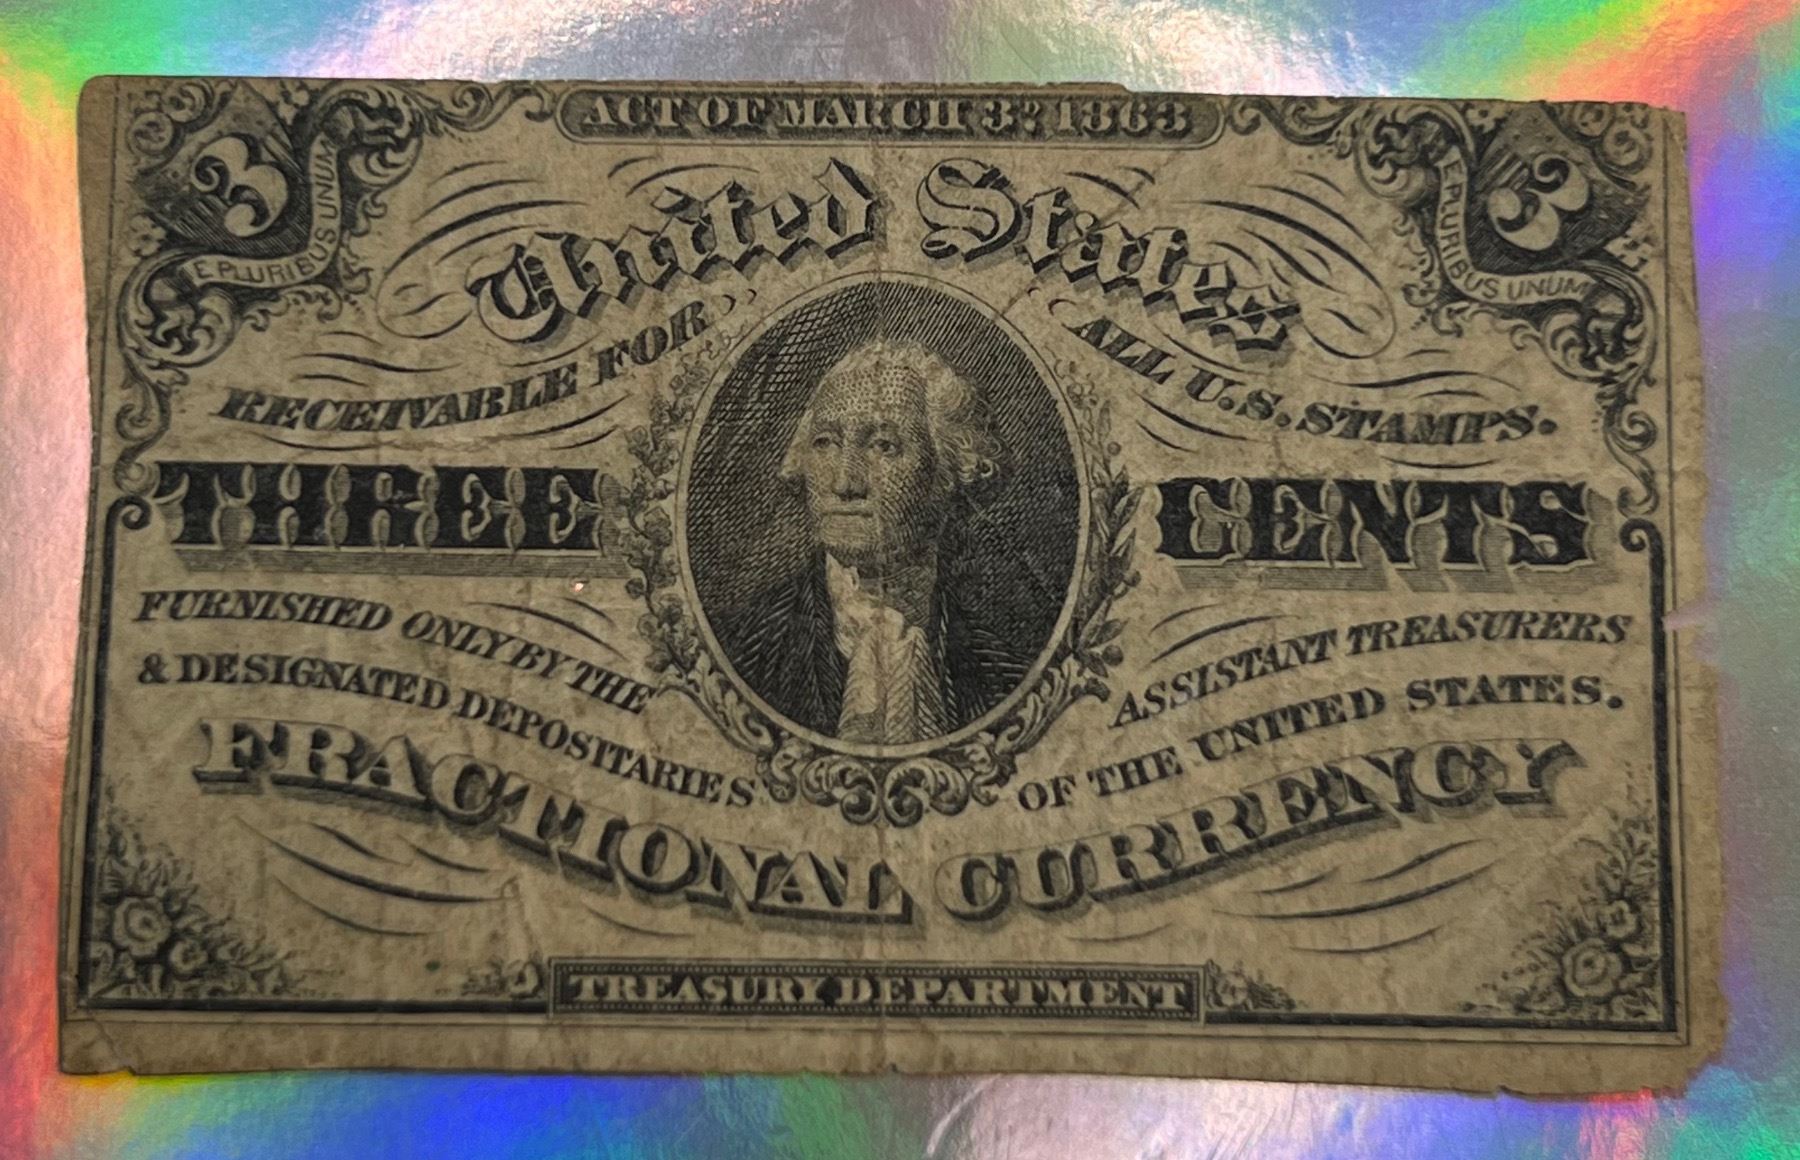 ACT OF MARCH 3? 1863
3
3
E PLURIBUS UNUM
E PLURIBUS UNUM
United States
RECEIVABLE FOR ALL U.S. STAMPS.
THREE CENTS
FURNISHED ONLY BY THE ASSISTANT TREASURERS
& DESIGNATED DEPOSITARIES OF THE UNITED STATES.
FRACTIONAL CURRENCY
TREASURY DEPARTMENT